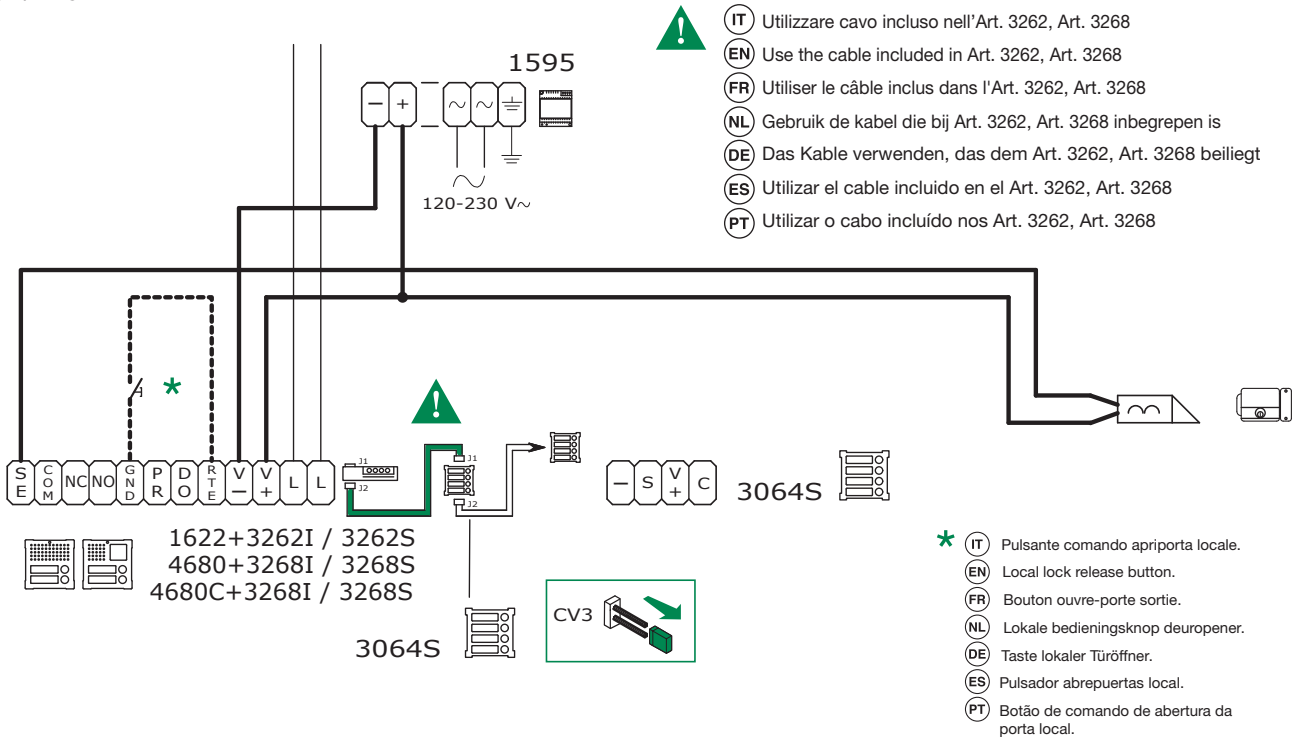 IT Utilizzare cavo incluso nell'Art. 3262, Art. 3268
EN Use the cable included in Art. 3262, Art. 3268
FR Utiliser le câble inclus dans l'Art. 3262, Art. 3268
NL Gebruik de kabel die bij Art. 3262, Art. 3268 inbegrepen is
DE Das Kable verwenden, das dem Art. 3262, Art. 3268 beiliegt
ES Utilizar el cable incluido en el Art. 3262, Art. 3268
PT Utilizar o cabo incluído nos Art. 3262, Art. 3268
!
1595
− + ~ ~
120-230 V~
*
!
SE COM NC NO GND PR DO RTE V− V+ L L
J1
J2
J1
J2
− S V+ C
3064S
1622+3262I / 3262S
4680+3268I / 3268S
4680C+3268I / 3268S
3064S
CV3
* IT Pulsante comando apriporta locale.
EN Local lock release button.
FR Bouton ouvre-porte sortie.
NL Lokale bedieningsknop deuropener.
DE Taste lokaler Türöffner.
ES Pulsador abrepuertas local.
PT Botão de comando de abertura da
porta local.